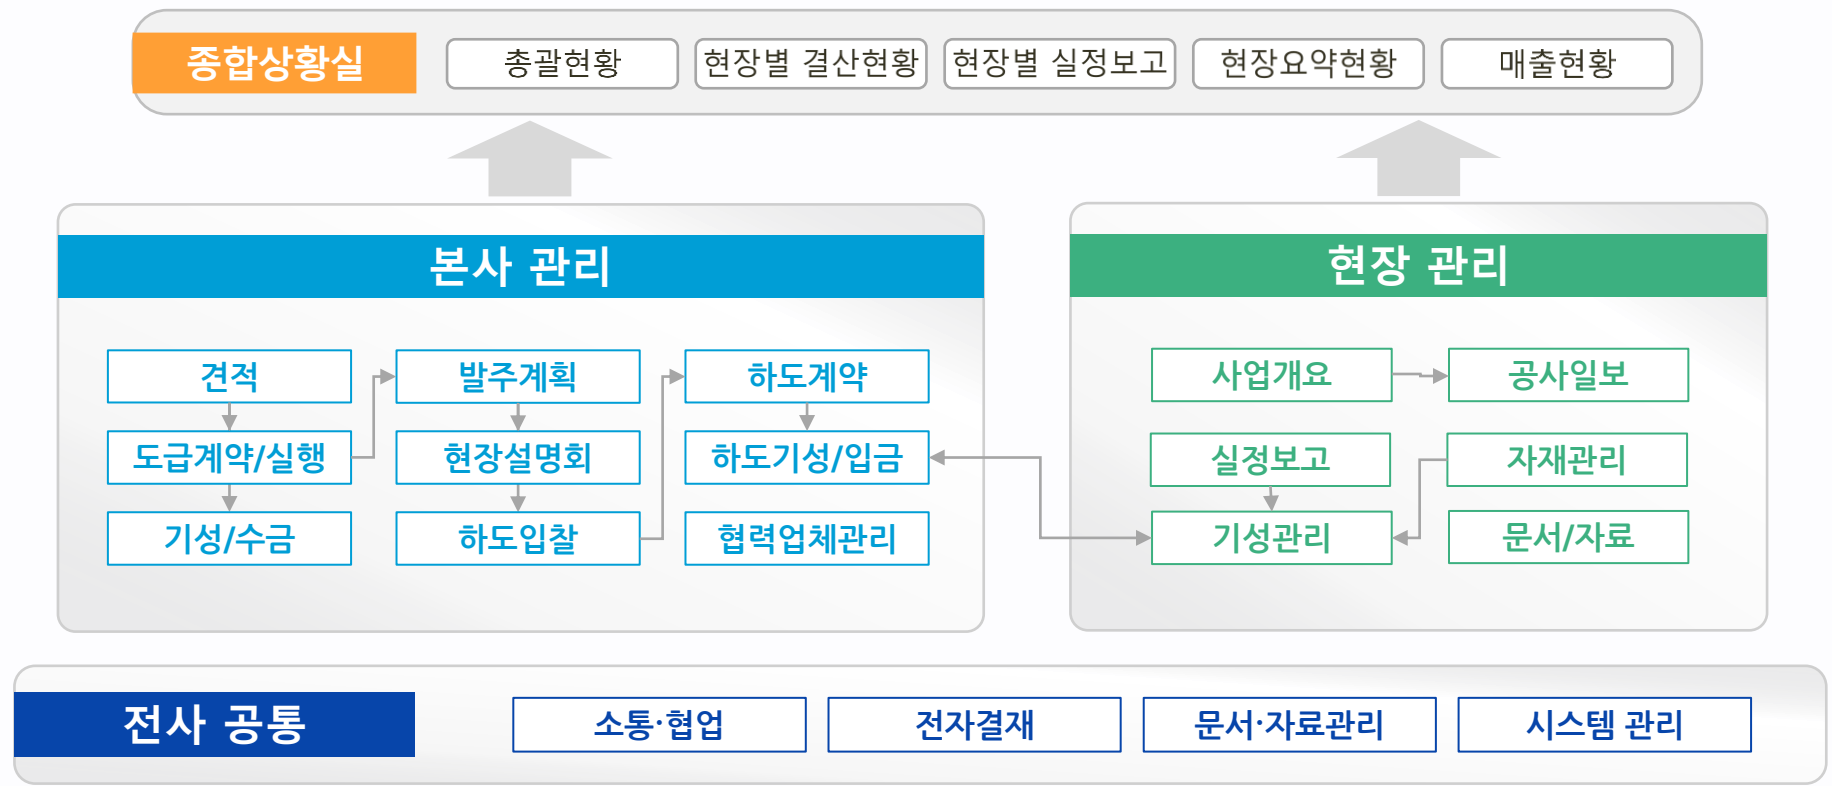 종합상황실 총괄현황 현장별 결산현황 현장별 실정보고 현장요약현황 매출현황
본사 관리
견적 발주계획 하도계약
도급계약/실행 현장설명회 하도기성/입금
기성/수금 하도입찰 협력업체관리
현장 관리
사업개요 공사일보
실정보고 자재관리
기성관리 문서/자료
전사 공통 소통·협업 전자결재 문서·자료관리 시스템 관리